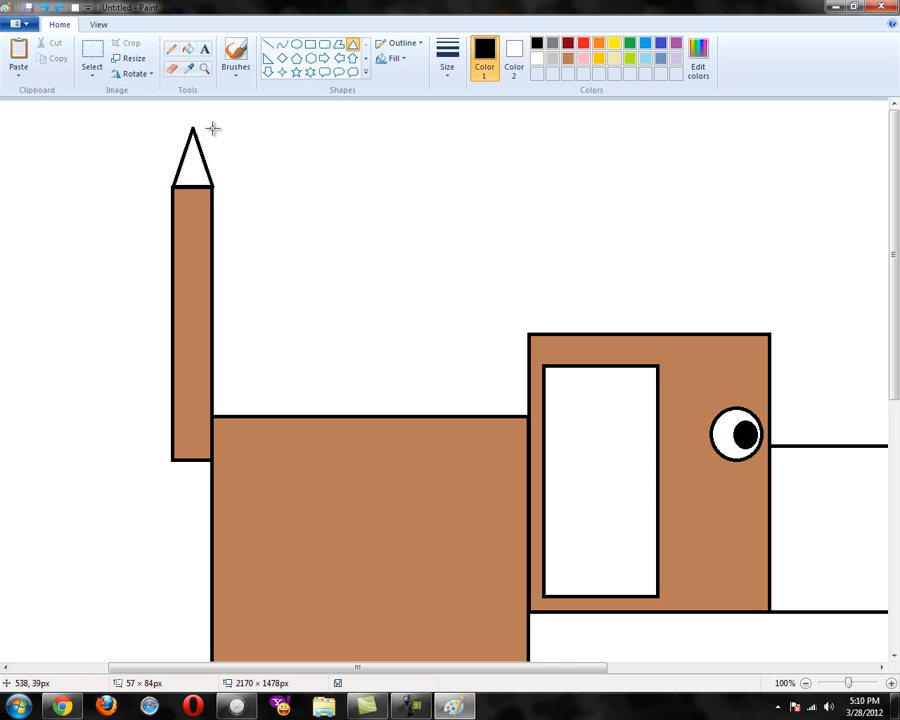 Untitled - Paint
Home
View
Paste
Cut
Copy
Clipboard
Select
Crop
Resize
Rotate
Image
A
Tools
Brushes
Outline
Fill
Shapes
Size
Color 1
Color 2
Edit colors
Colors
538, 39px
57 × 84px
2170 × 1478px
100%
5:10 PM
3/28/2012